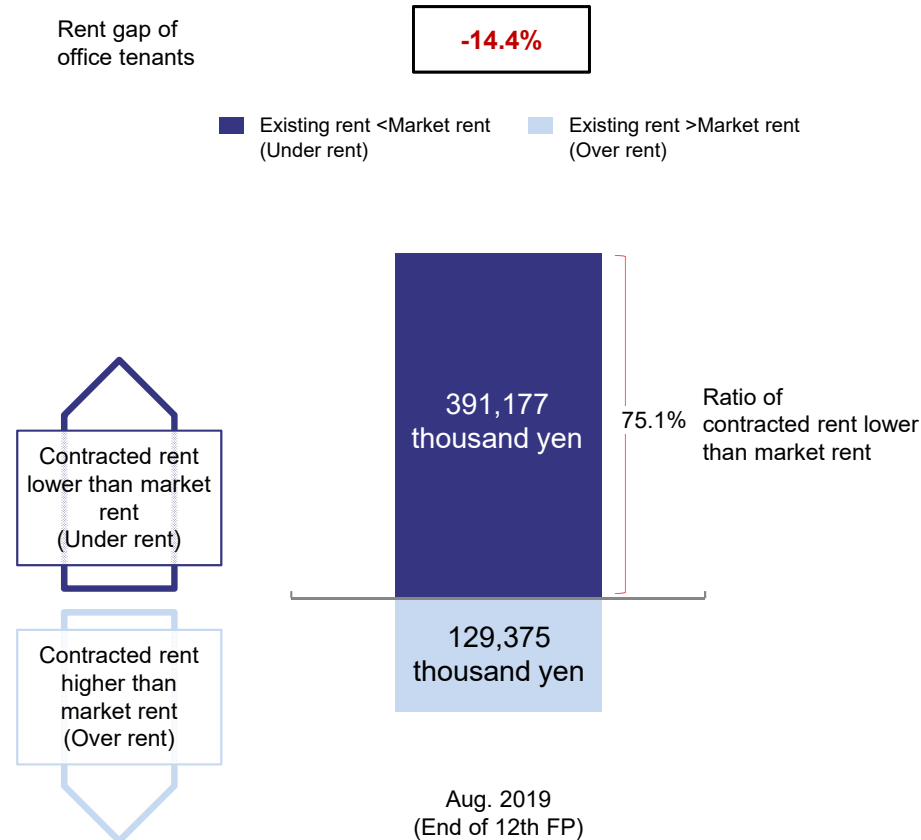 Rent gap of
office tenants
-14.4%
Existing rent <Market rent
(Under rent)
Existing rent >Market rent
(Over rent)
391,177
thousand yen
75.1%
Ratio of
contracted rent lower
than market rent
Contracted rent
lower than market
rent
(Under rent)
129,375
thousand yen
Contracted rent
higher than
market rent
(Over rent)
Aug. 2019
(End of 12th FP)